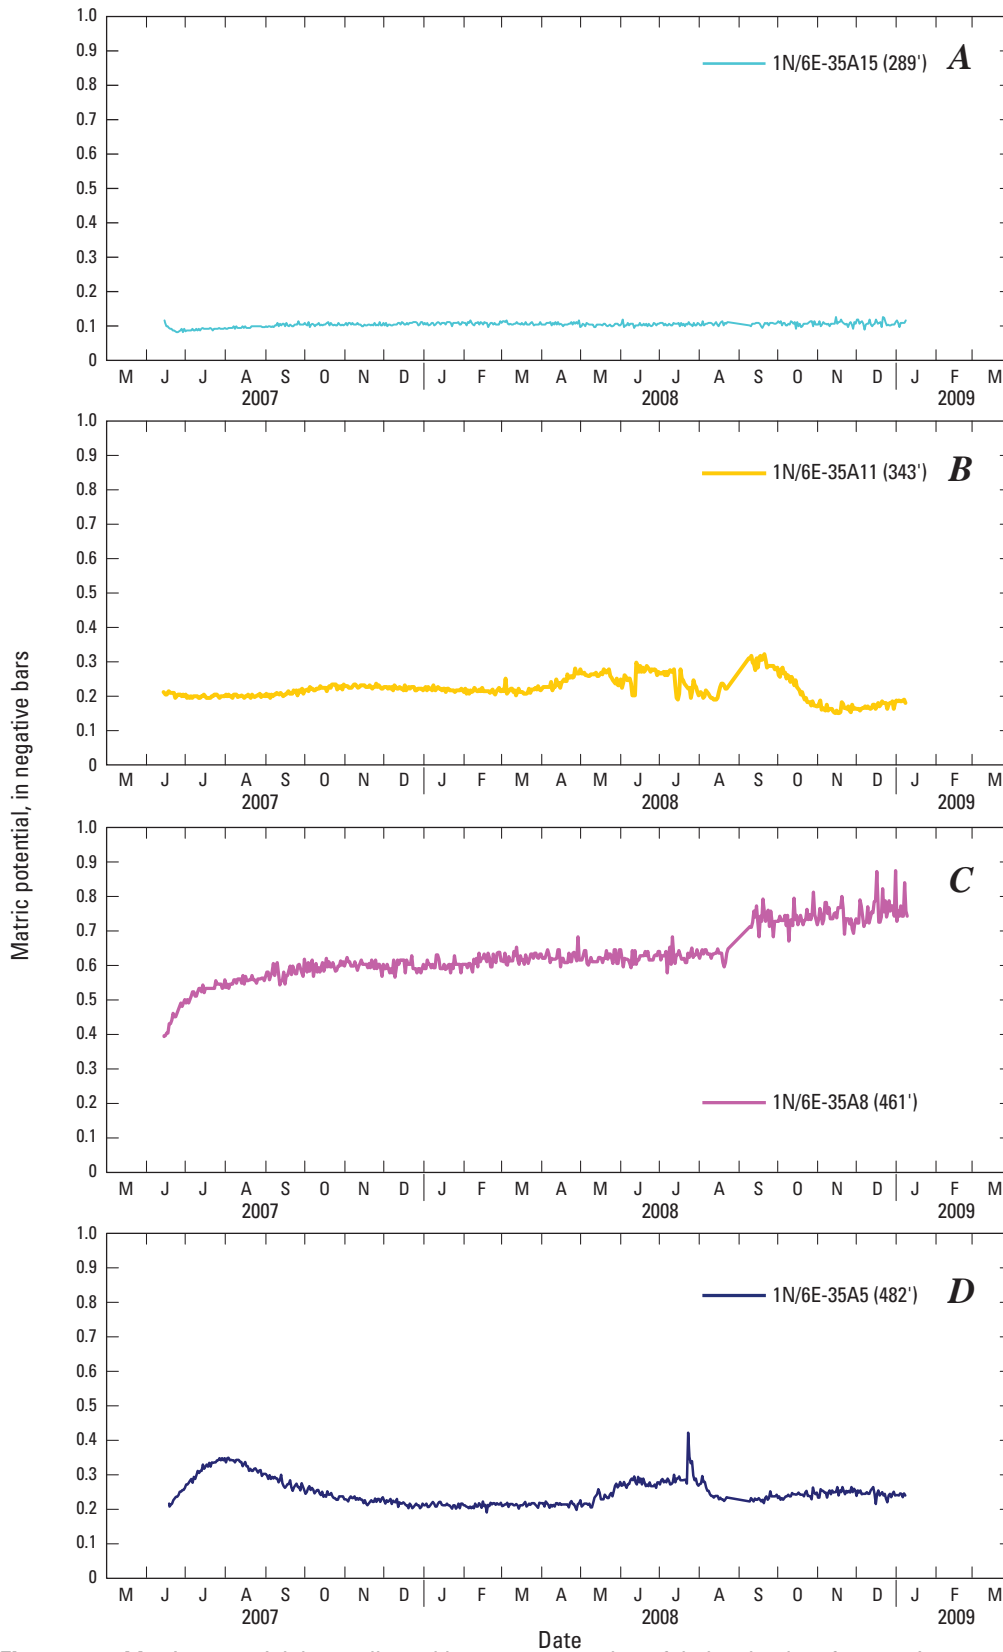 1.0
0.9
0.8
0.7
0.6
0.5
0.4
0.3
0.2
0.1
0
1N/6E-35A15 (289') A
M J J A S O N D J F M A M J J A S O N D J F M
2007 2008 2009
1.0
0.9
0.8
0.7
0.6
0.5
0.4
0.3
0.2
0.1
0
1N/6E-35A11 (343') B
M J J A S O N D J F M A M J J A S O N D J F M
2007 2008 2009
Matric potential, in negative bars
1.0
0.9
0.8
0.7
0.6
0.5
0.4
0.3
0.2
0.1
0
C
1N/6E-35A8 (461')
M J J A S O N D J F M A M J J A S O N D J F M
2007 2008 2009
1.0
0.9
0.8
0.7
0.6
0.5
0.4
0.3
0.2
0.1
0
1N/6E-35A5 (482') D
M J J A S O N D J F M A M J J A S O N D J F M
2007 2008 2009
Date